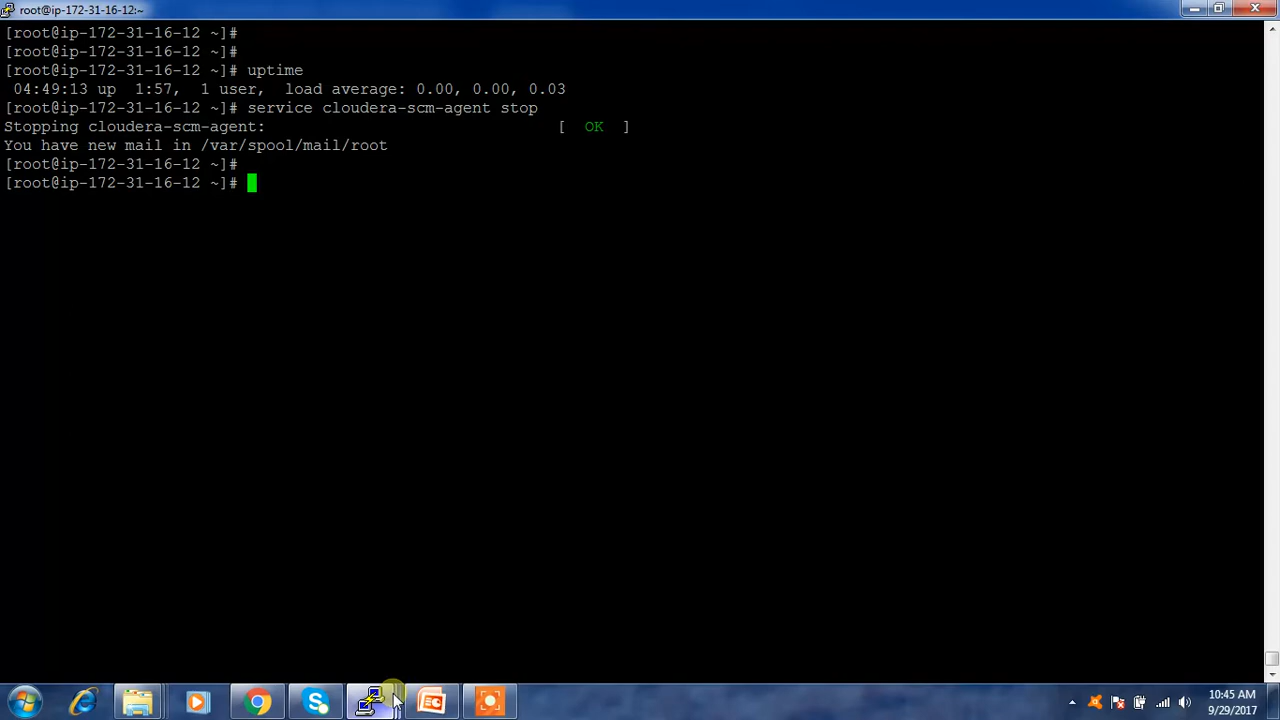 root@ip-172-31-16-12:~
[root@ip-172-31-16-12 ~]#
[root@ip-172-31-16-12 ~]#
[root@ip-172-31-16-12 ~]# uptime
 04:49:13 up  1:57,  1 user,  load average: 0.00, 0.00, 0.03
[root@ip-172-31-16-12 ~]# service cloudera-scm-agent stop
Stopping cloudera-scm-agent:                               [  OK  ]
You have new mail in /var/spool/mail/root
[root@ip-172-31-16-12 ~]#
[root@ip-172-31-16-12 ~]#
10:45 AM
9/29/2017